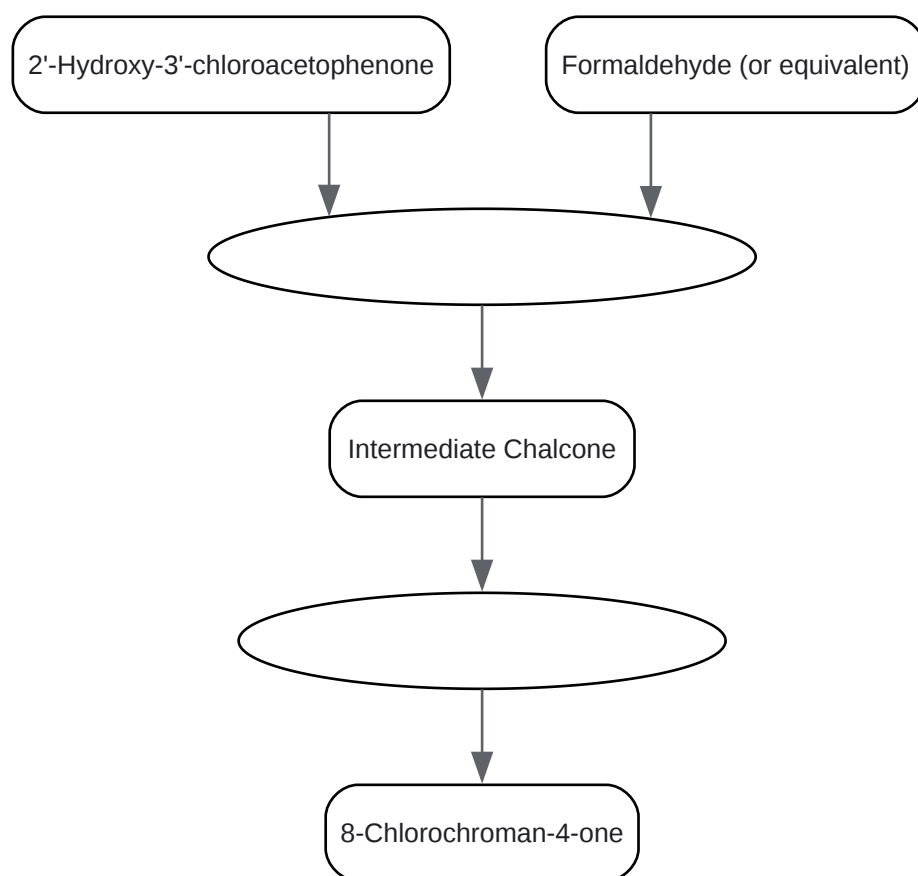 2'-Hydroxy-3'-chloroacetophenone
Formaldehyde (or equivalent)
Intermediate Chalcone
8-Chlorochroman-4-one